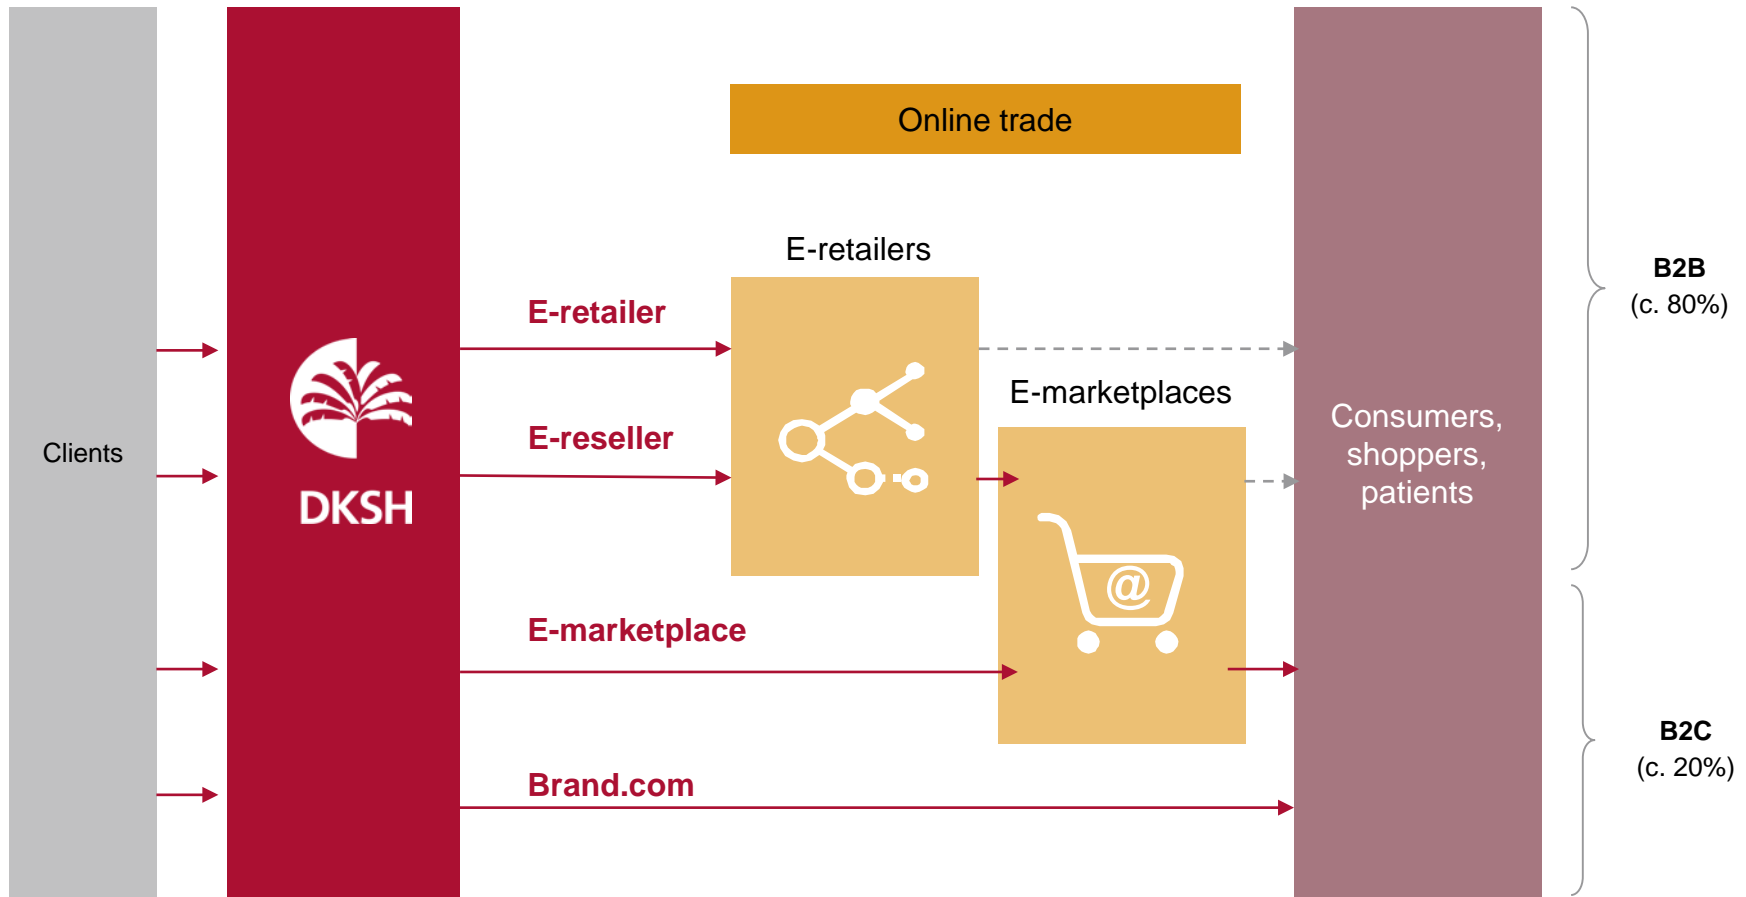 Online trade
E-retailers
E-retailer
E-marketplaces
E-reseller
Clients
DKSH
@
E-marketplace
Brand.com
Consumers,
shoppers,
patients
B2B
(c. 80%)
B2C
(c. 20%)